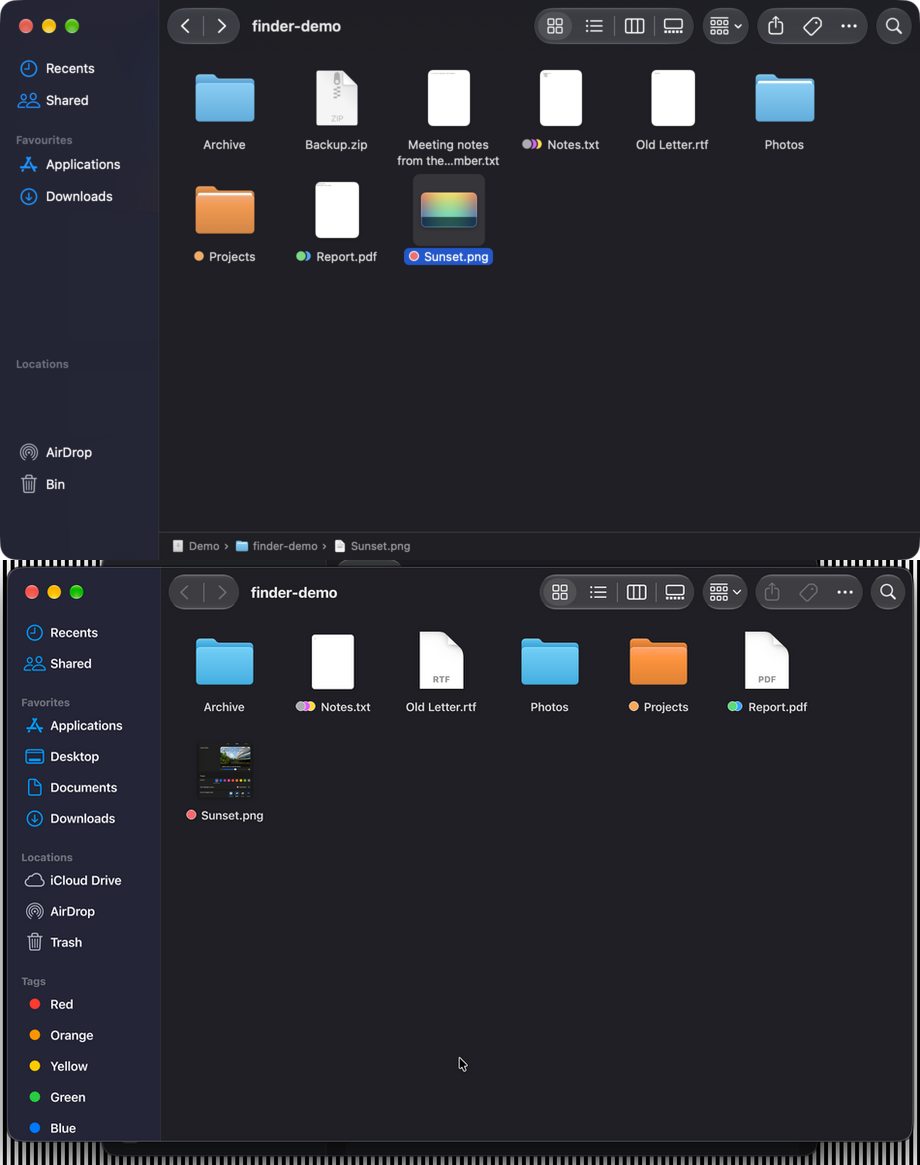 finder-demo
Recents
Shared
Favourites
Applications
Downloads
Locations
AirDrop
Bin
Archive
ZIP
Backup.zip
Meeting notes
from the...mber.txt
Notes.txt
Old Letter.rtf
Photos
Projects
Report.pdf
Sunset.png
Demo › finder-demo › Sunset.png
finder-demo
Recents
Shared
Favorites
Applications
Desktop
Documents
Downloads
Locations
iCloud Drive
AirDrop
Trash
Tags
Red
Orange
Yellow
Green
Blue
Archive
Notes.txt
RTF
Old Letter.rtf
Photos
Projects
PDF
Report.pdf
Sunset.png